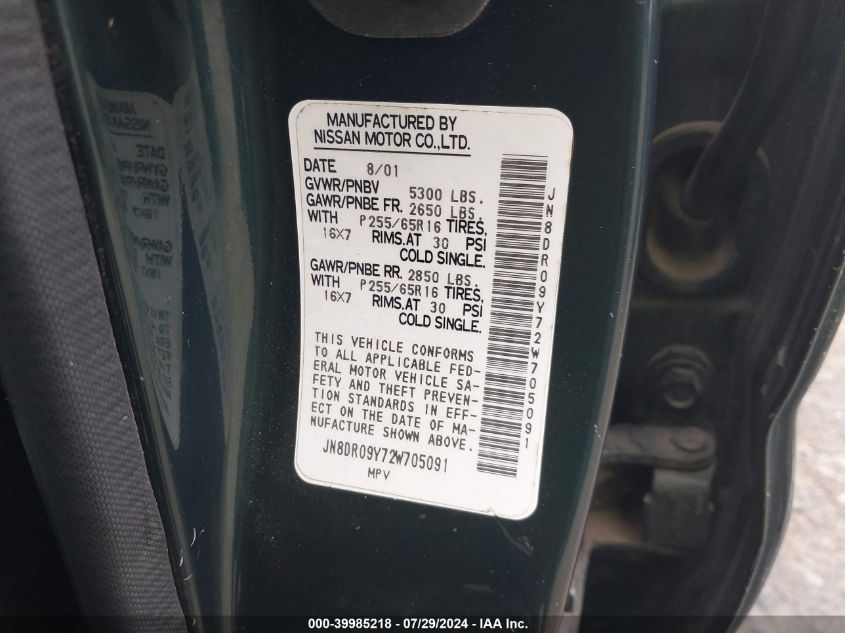 MANUFACTURED BY
NISSAN MOTOR CO.,LTD.
DATE 8/01
GVWR/PNBV 5300 LBS.
GAWR/PNBE FR. 2650 LBS.
WITH P255/65R16 TIRES,
16X7 RIMS,AT 30 PSI
COLD SINGLE.
GAWR/PNBE RR. 2850 LBS.
WITH P255/65R16 TIRES,
16X7 RIMS,AT 30 PSI
COLD SINGLE.
THIS VEHICLE CONFORMS
TO ALL APPLICABLE FED-
ERAL MOTOR VEHICLE SA-
FETY AND THEFT PREVEN-
TION STANDARDS IN EFF-
ECT ON THE DATE OF MA-
NUFACTURE SHOWN ABOVE.
JN8DR09Y72W705091
MPV
JN8DR09Y72W705091
000-39985218 - 07/29/2024 - IAA Inc.